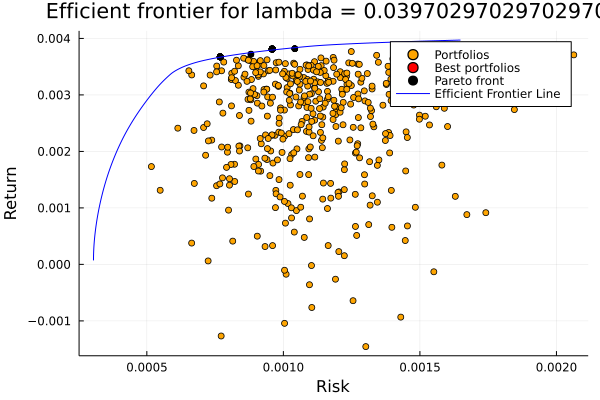 Efficient frontier for lambda = 0.0397029702970297
0.004
0.003
0.002
0.001
0.000
−0.001
Return
Portfolios
Best portfolios
Pareto front
Efficient Frontier Line
0.0005
0.0010
0.0015
0.0020
Risk